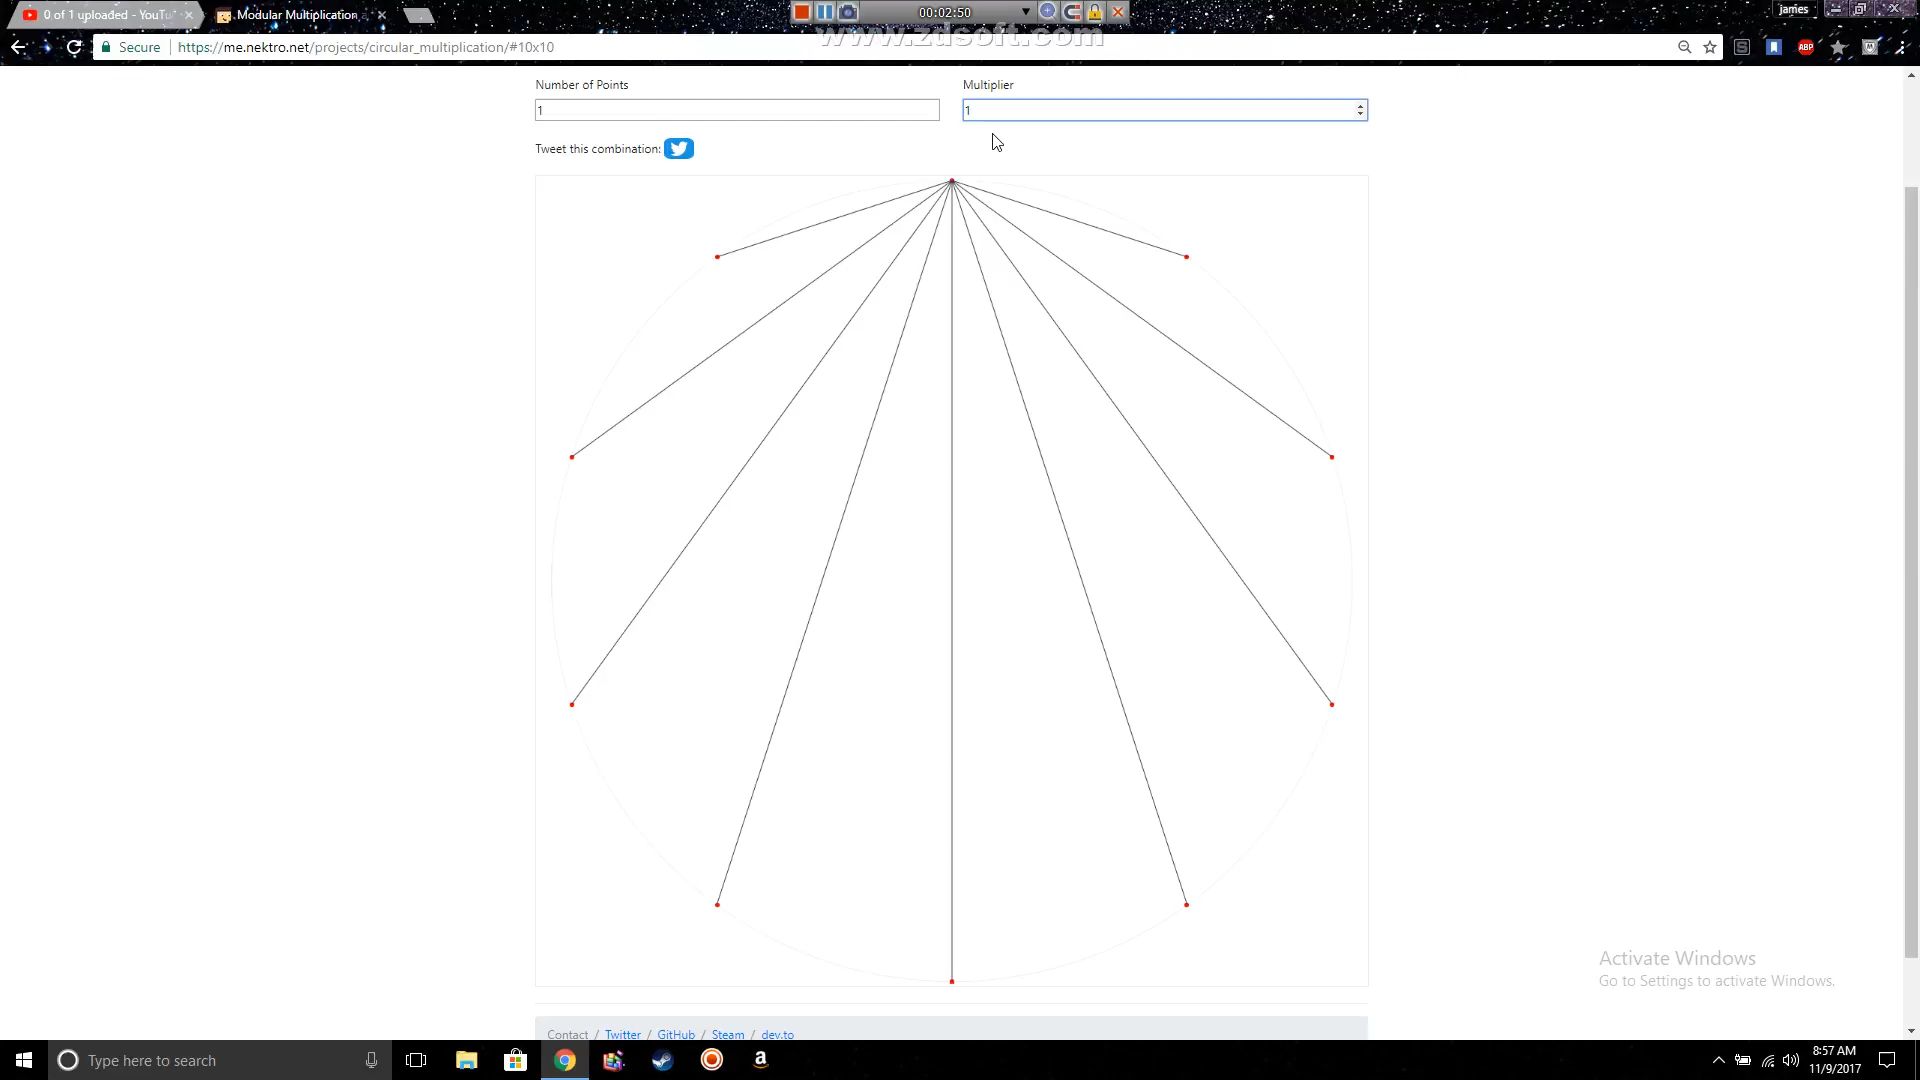 0 of 1 uploaded - YouTu
Modular Multiplication
00:02:50
james
Secure
https://me.nektro.net/projects/circular_multiplication/#10x10
www.zdsoft.com
ABP
Number of Points
Multiplier
1
1
Tweet this combination:
Activate Windows
Go to Settings to activate Windows.
Contact / Twitter / GitHub / Steam / dev.to
Type here to search
8:57 AM
11/9/2017